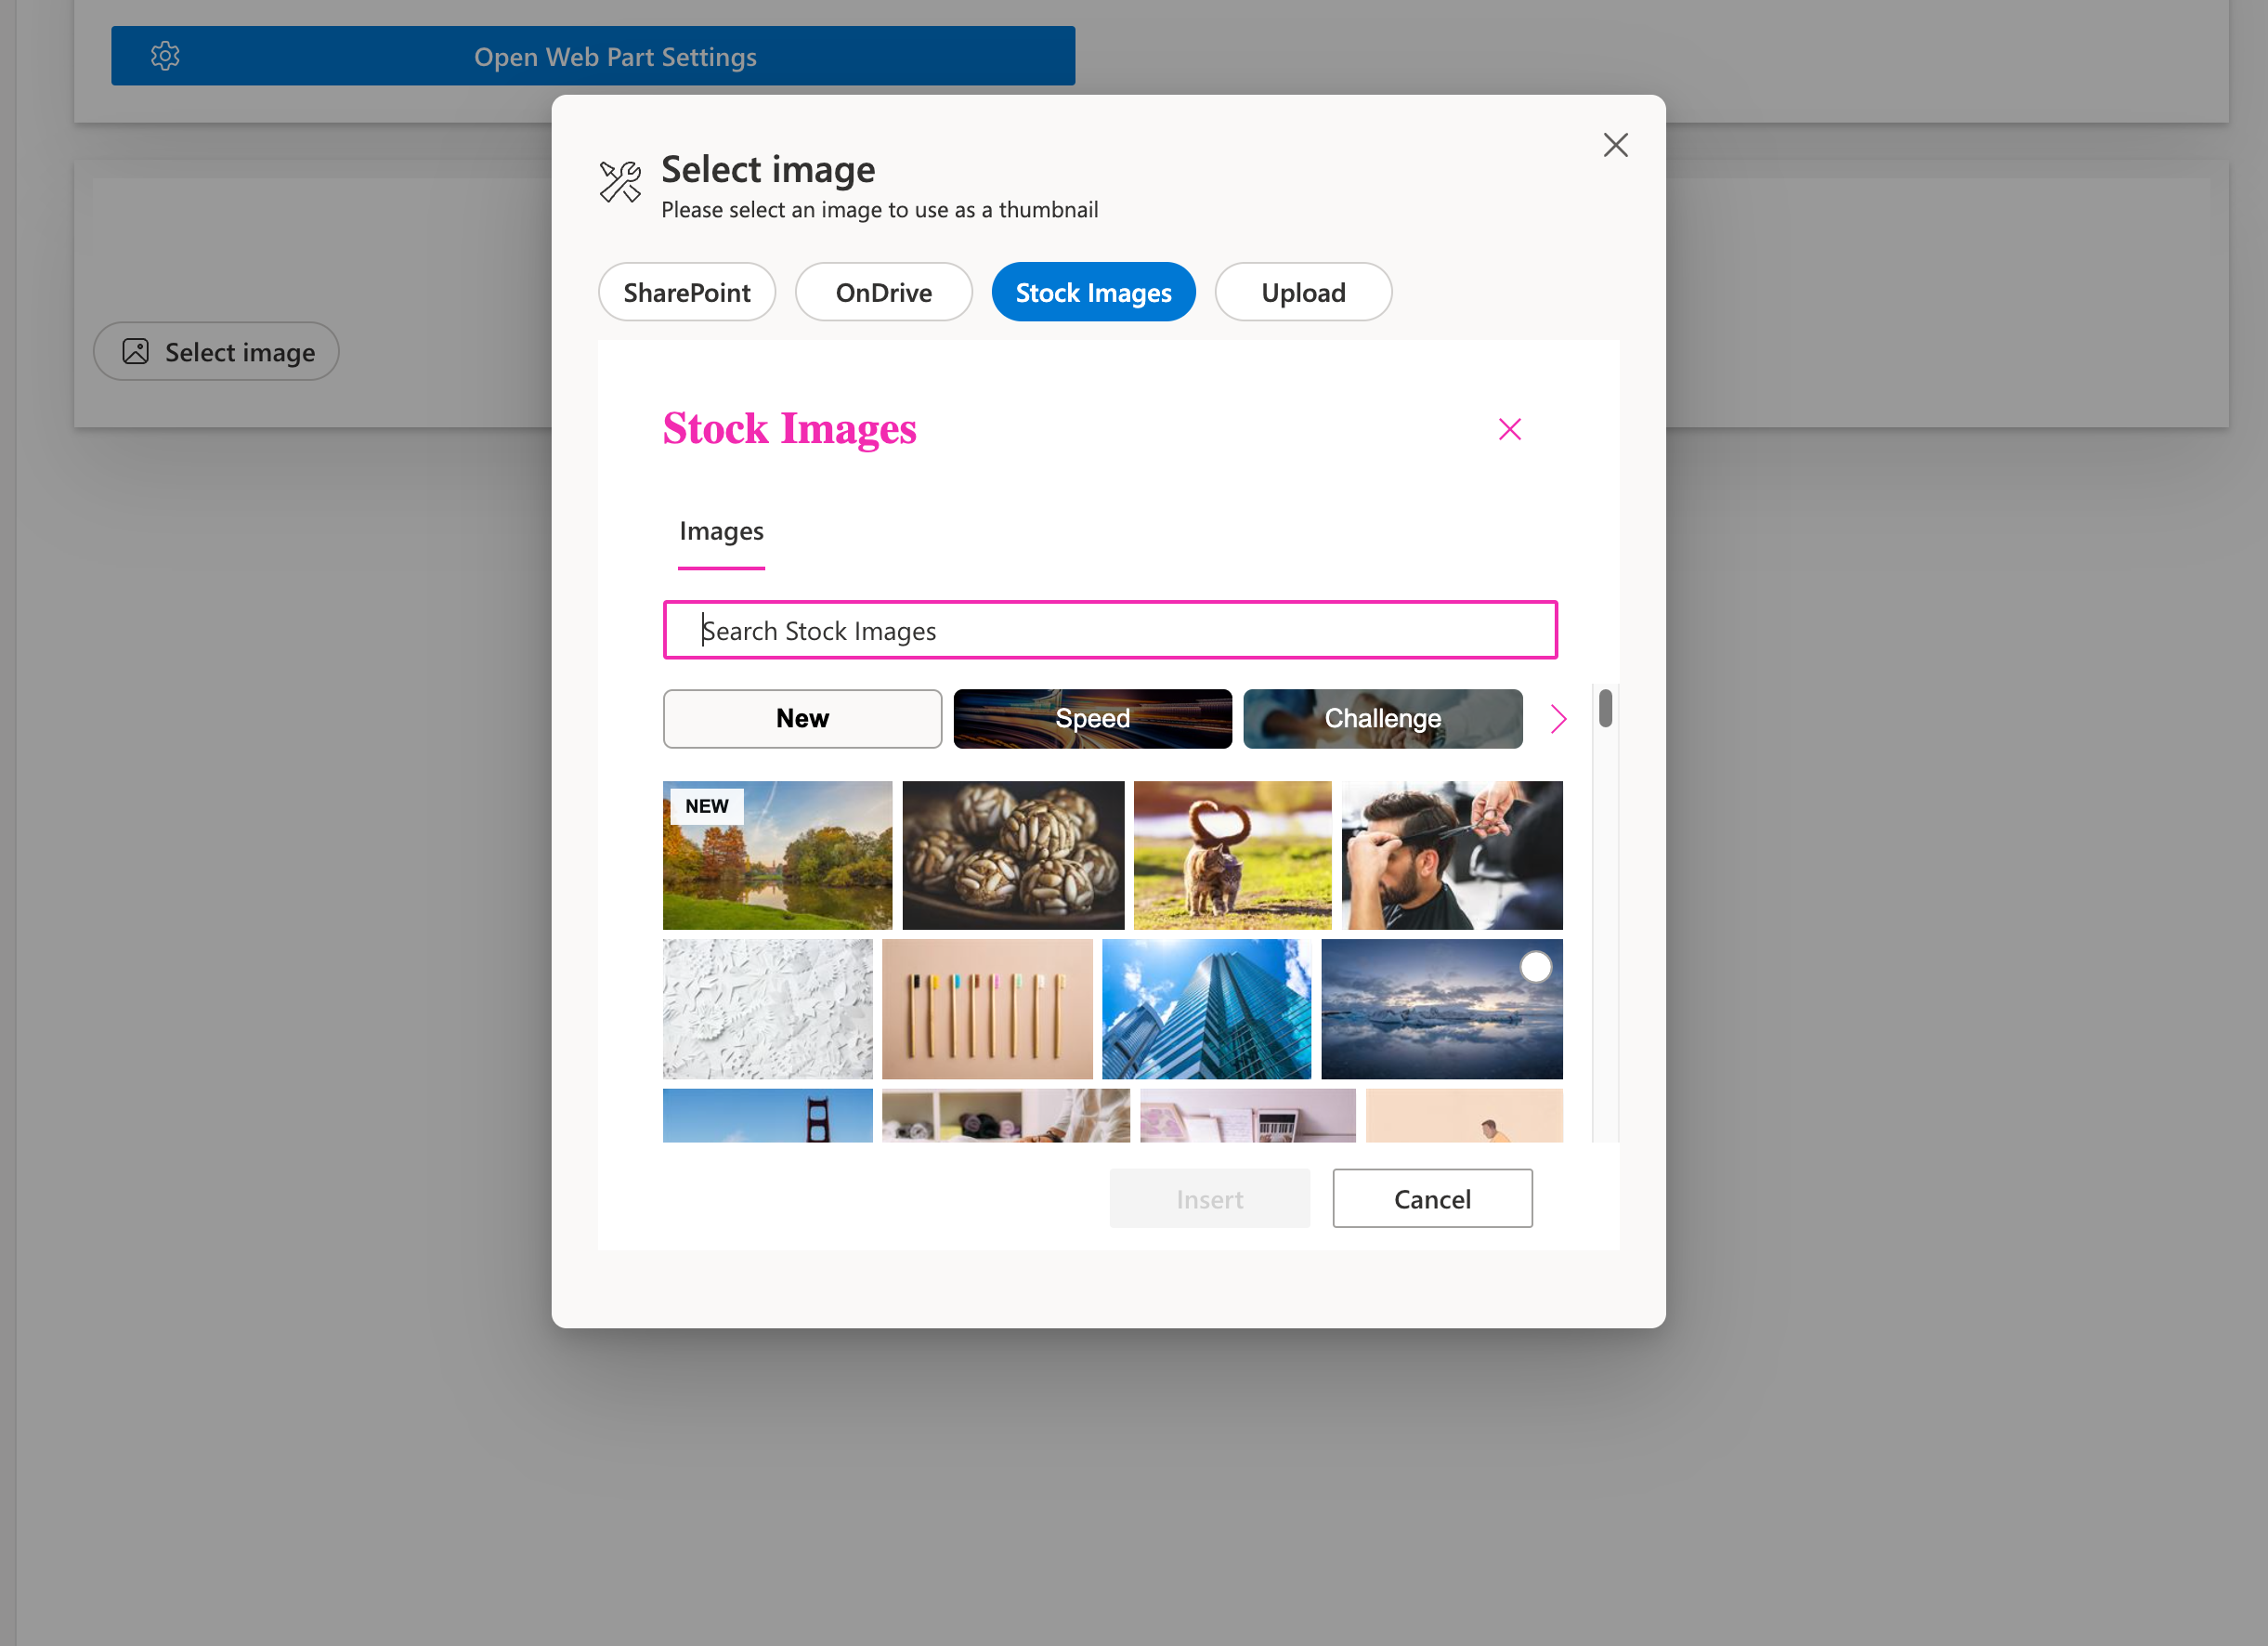 Open Web Part Settings
Select image
Please select an image to use as a thumbnail
SharePoint OnDrive Stock Images Upload
Select image
Stock Images
Images
Search Stock Images
New Speed Challenge
NEW
Insert Cancel